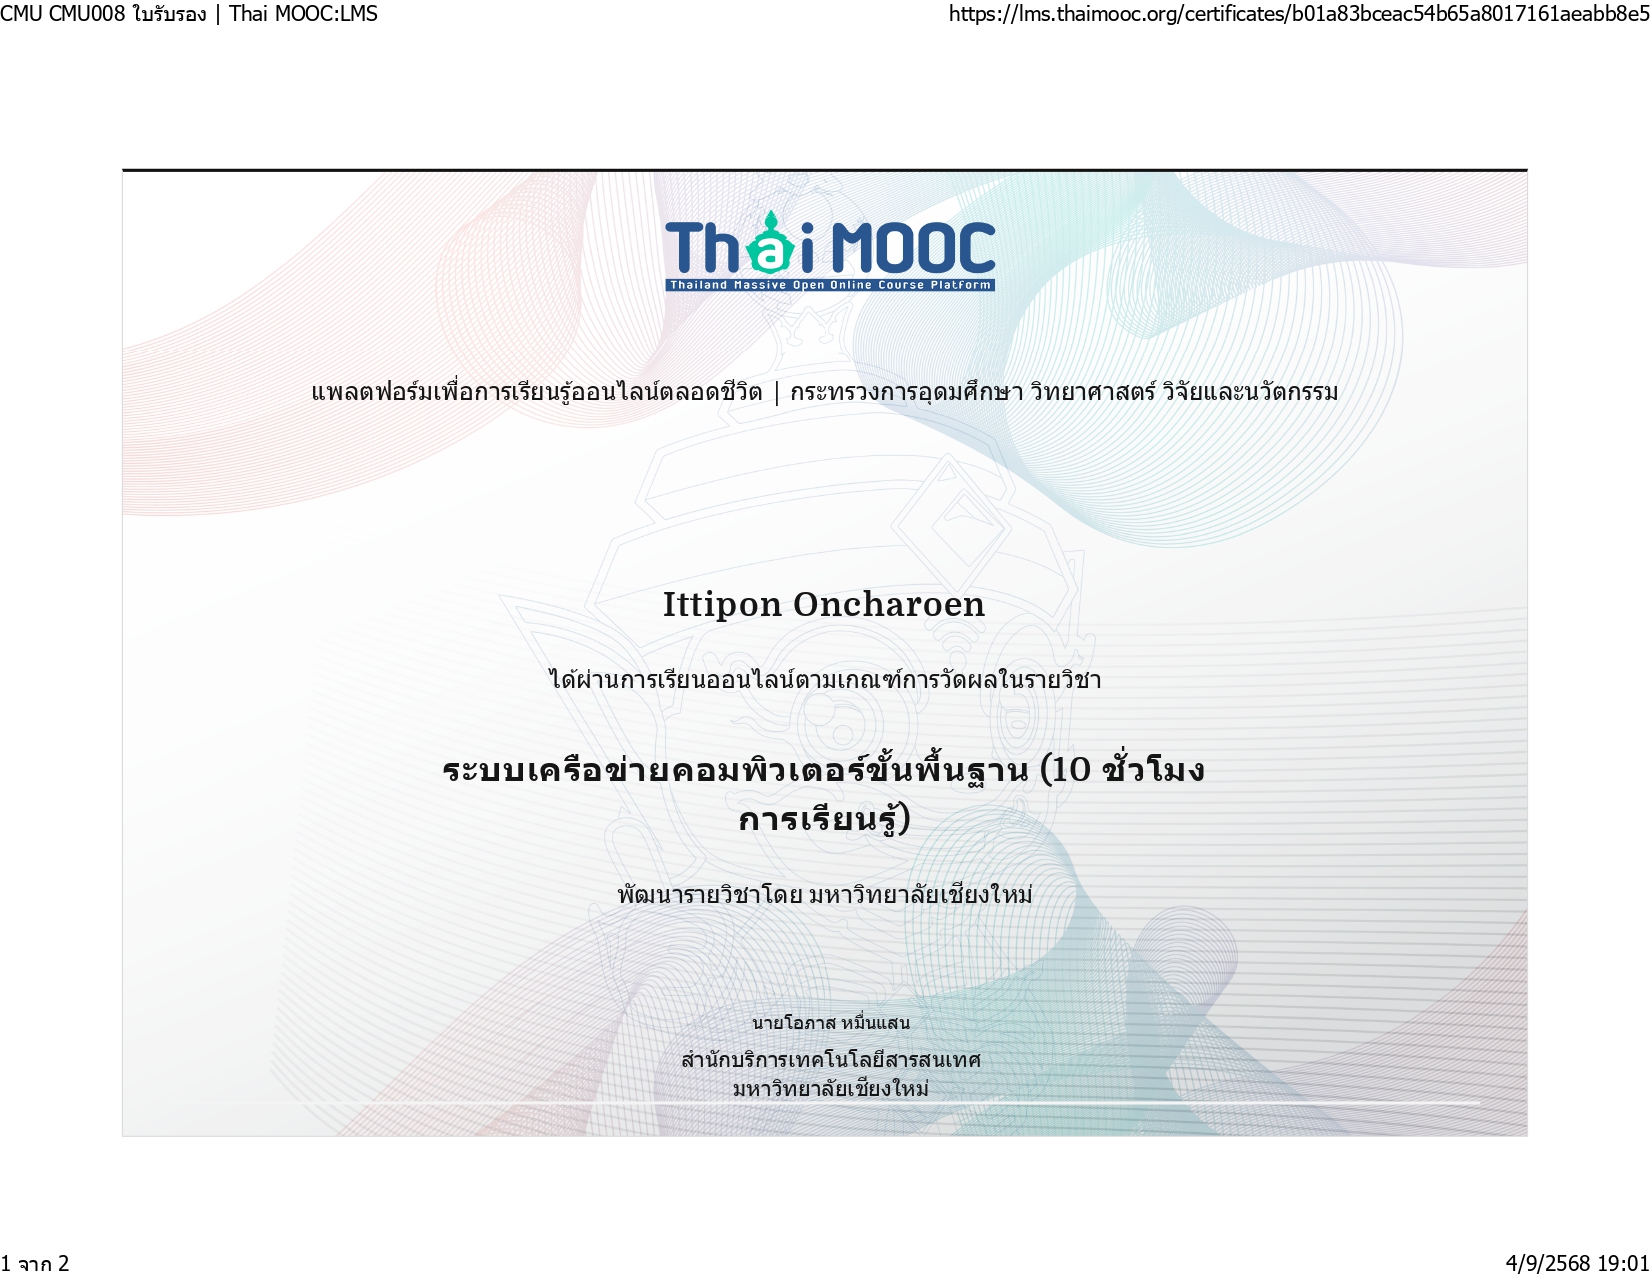 CMU CMU008 ใบรับรอง | Thai MOOC:LMS
https://lms.thaimooc.org/certificates/b01a83bceac54b65a8017161aeabb8e5
Thai MOOC
Thailand Massive Open Online Course Platform
แพลตฟอร์มเพื่อการเรียนรู้ออนไลน์ตลอดชีวิต | กระทรวงการอุดมศึกษา วิทยาศาสตร์ วิจัยและนวัตกรรม
Ittipon Oncharoen
ได้ผ่านการเรียนออนไลน์ตามเกณฑ์การวัดผลในรายวิชา
ระบบเครือข่ายคอมพิวเตอร์ขั้นพื้นฐาน (10 ชั่วโมง
การเรียนรู้)
พัฒนารายวิชาโดย มหาวิทยาลัยเชียงใหม่
นายโอภาส หมื่นแสน
สำนักบริการเทคโนโลยีสารสนเทศ
มหาวิทยาลัยเชียงใหม่
1 จาก 2
4/9/2568 19:01